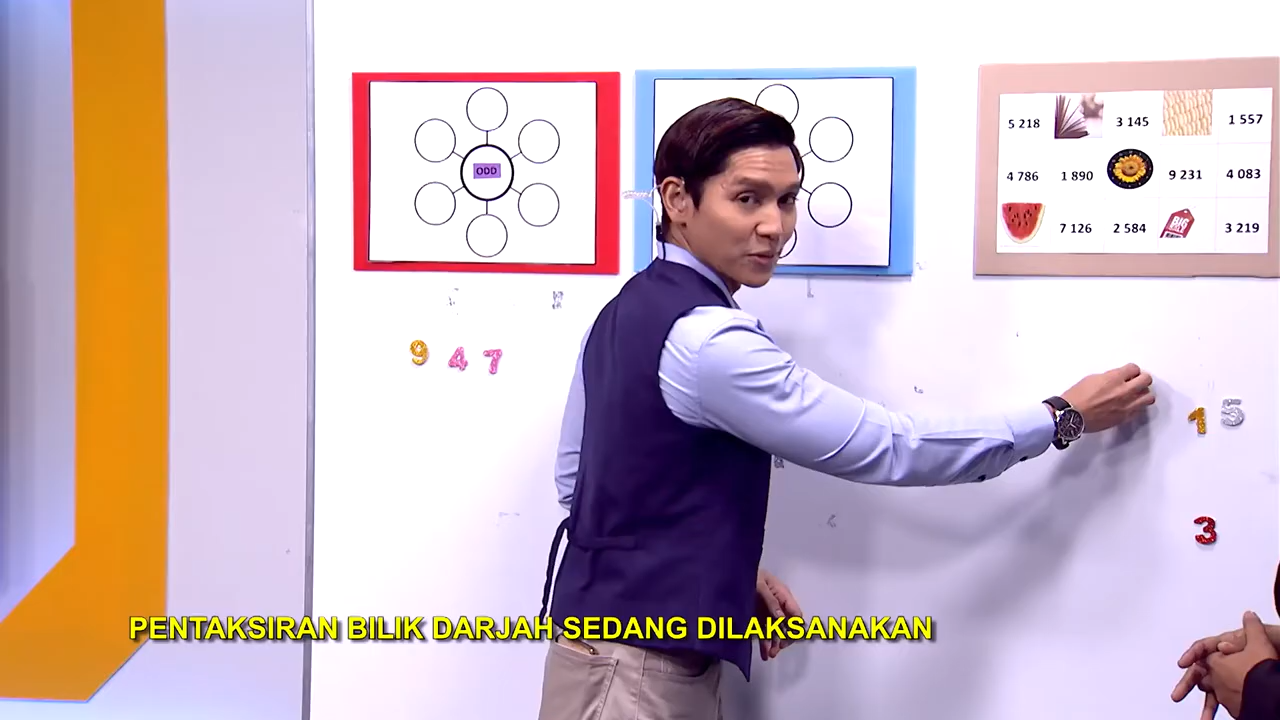 ODD
5 218 3 145 1 557
4 786 1 890 9 231 4 083
BIG
7 126 2 584 3 219
9 4 7
1 5
3
PENTAKSIRAN BILIK DARJAH SEDANG DILAKSANAKAN